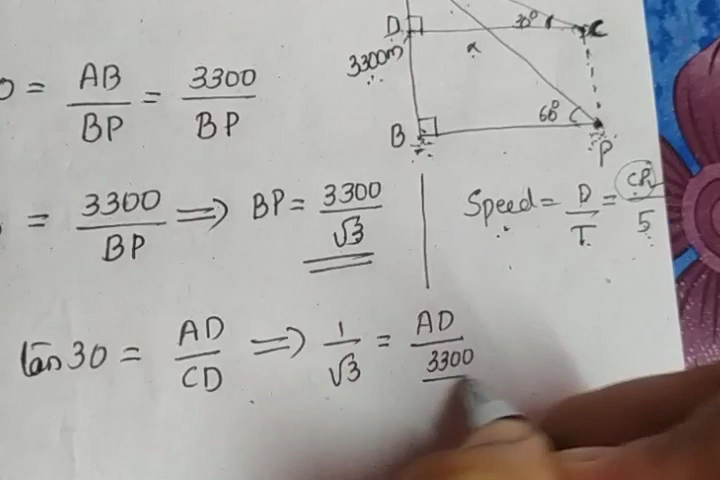 D
30°
C
3300m
x
60°
B
P
0 = AB/BP = 3300/BP
= 3300/BP ⟹ BP = 3300/√3
Speed = D/T = CP/5
tan 30 = AD/CD ⟹ 1/√3 = AD/3300